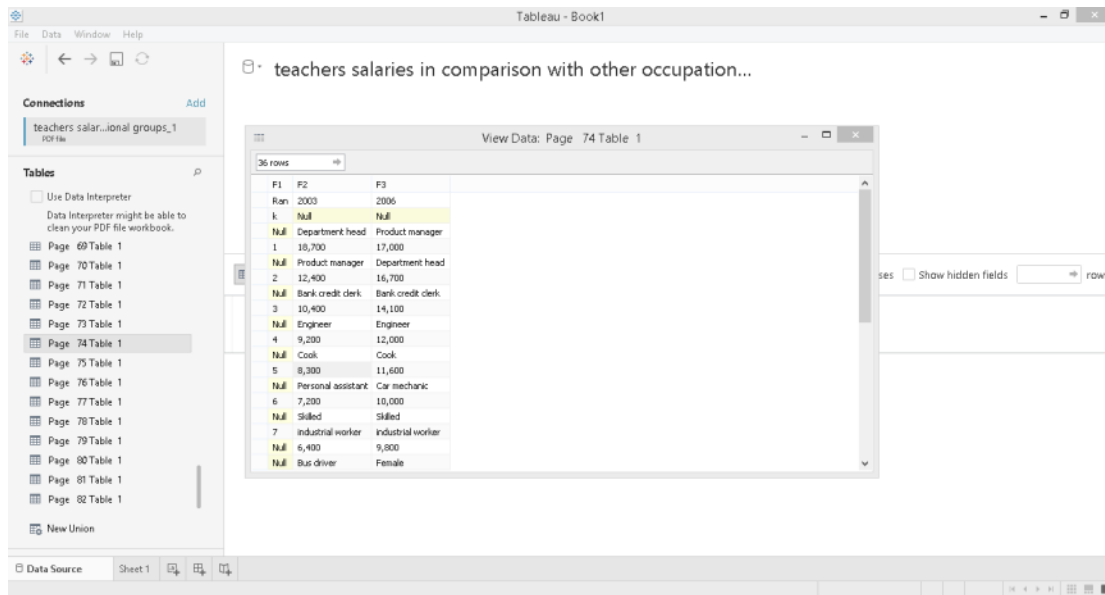 Tableau - Book1
File Data Window Help
teachers salaries in comparison with other occupation...
Connections Add
teachers salar...ional groups_1
PDF file
Tables
Use Data Interpreter
Data Interpreter might be able to
clean your PDF file workbook.
Page 69 Table 1
Page 70 Table 1
Page 71 Table 1
Page 72 Table 1
Page 73 Table 1
Page 74 Table 1
Page 75 Table 1
Page 76 Table 1
Page 77 Table 1
Page 78 Table 1
Page 79 Table 1
Page 80 Table 1
Page 81 Table 1
Page 82 Table 1
New Union
View Data: Page 74 Table 1
36 rows
F1 F2 F3
Ran 2003 2006
k Null Null
Null Department head Product manager
1 18,700 17,000
Null Product manager Department head
2 12,400 16,700
Null Bank credit clerk Bank credit clerk
3 10,400 14,100
Null Engineer Engineer
4 9,200 12,000
Null Cook Cook
5 8,300 11,600
Null Personal assistant Car mechanic
6 7,200 10,000
Null Skilled Skilled
7 industrial worker industrial worker
Null 6,400 9,800
Null Bus driver Female
ses Show hidden fields row
Data Source Sheet 1